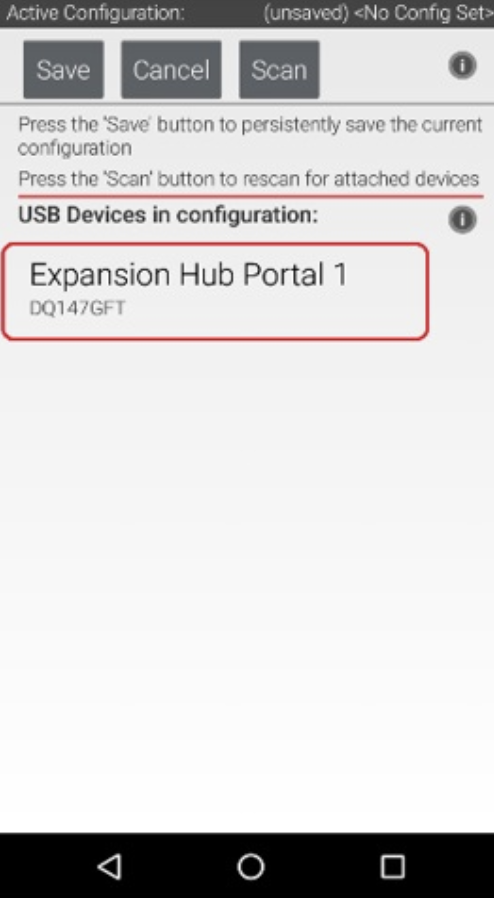 Active Configuration: (unsaved) <No Config Set>
Save Cancel Scan
Press the 'Save' button to persistently save the current
configuration
Press the 'Scan' button to rescan for attached devices
USB Devices in configuration:
Expansion Hub Portal 1
DQ147GFT